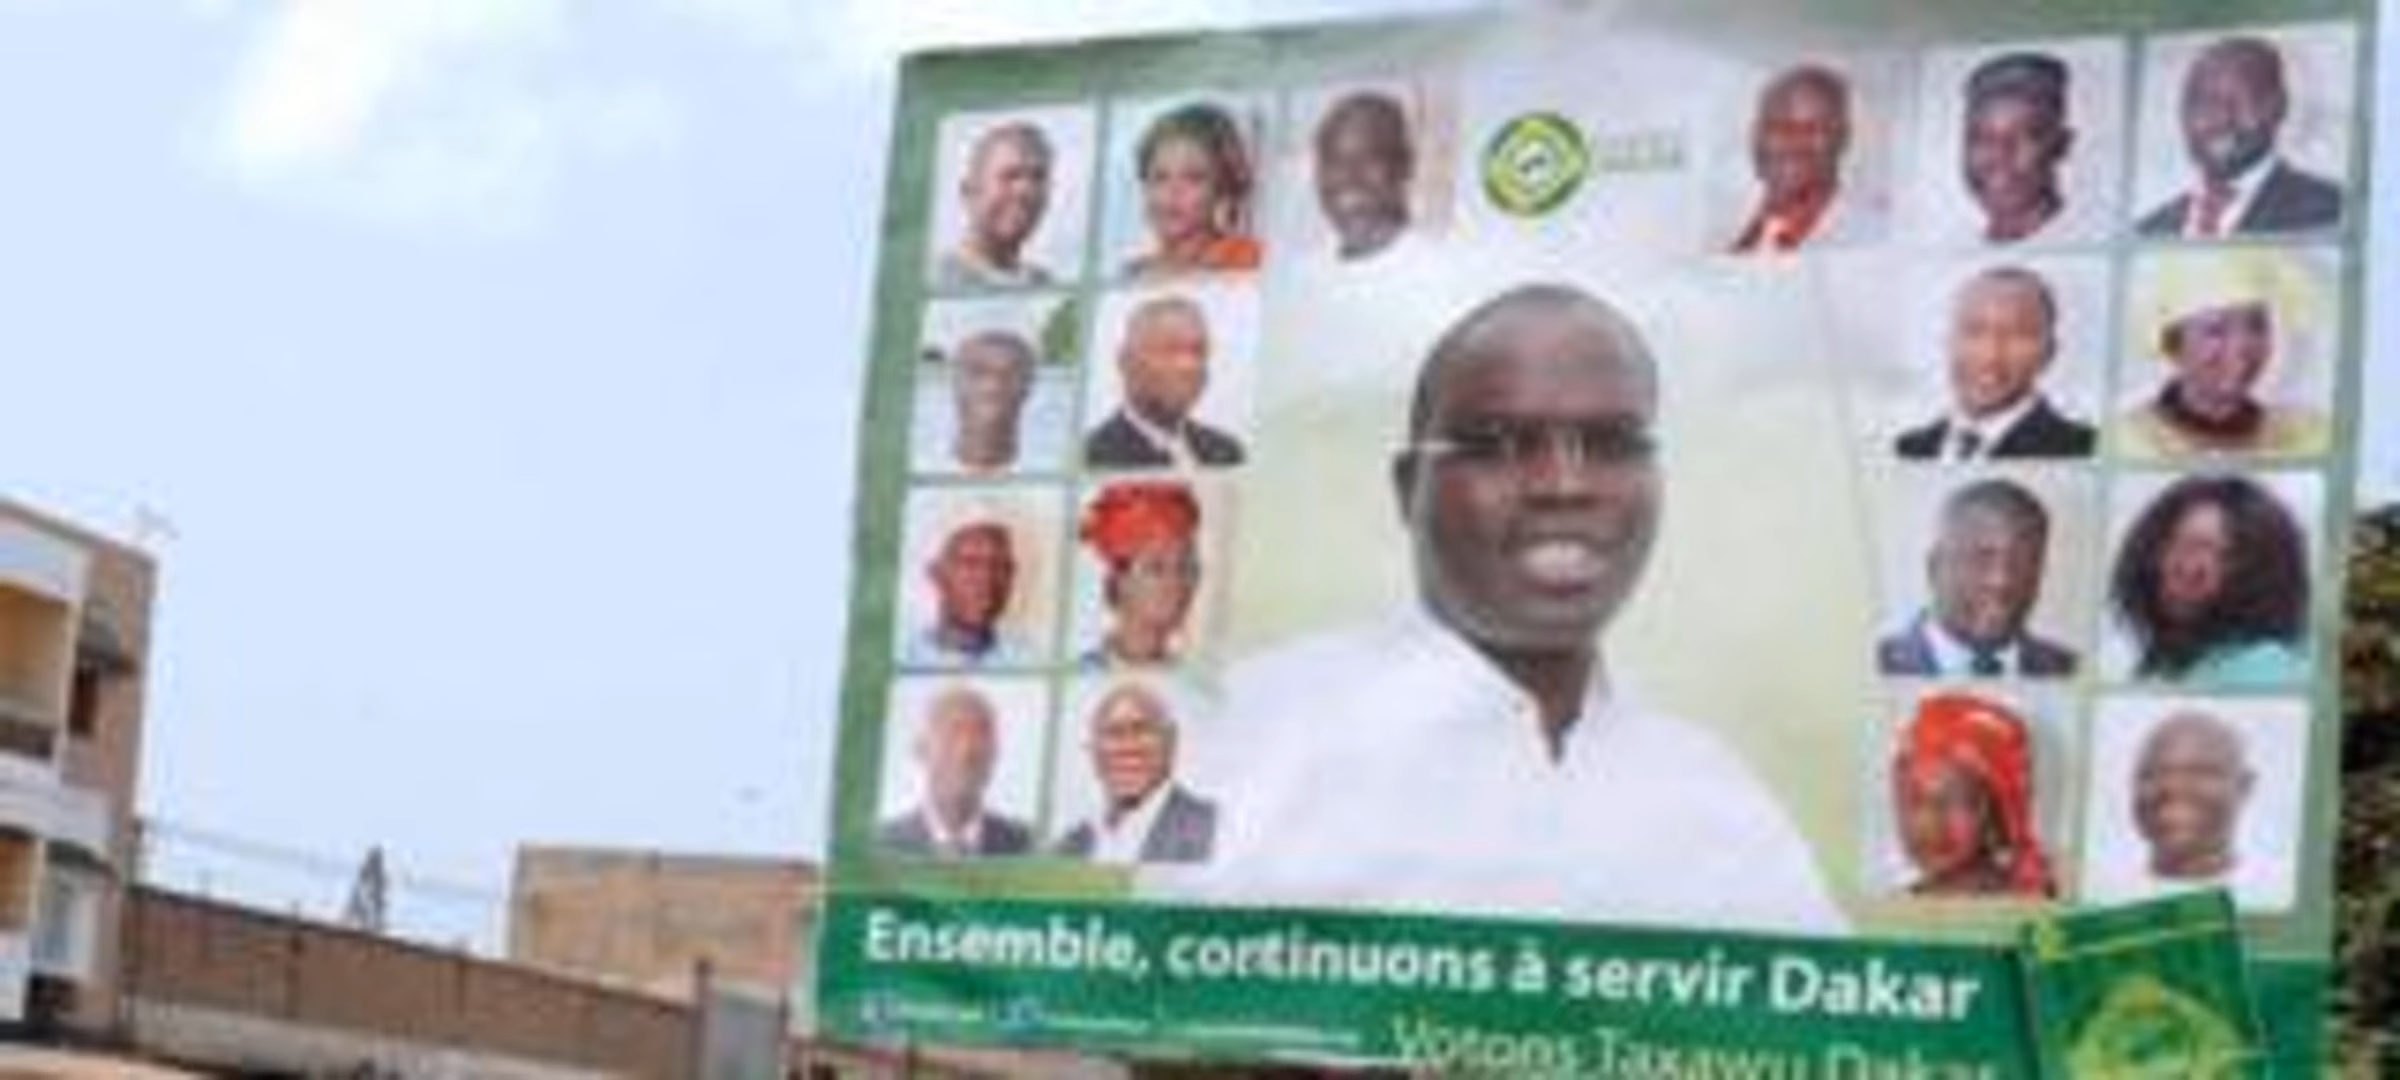 Ensemble, continuons à servir Dakar
Votons Taxawu Dakar